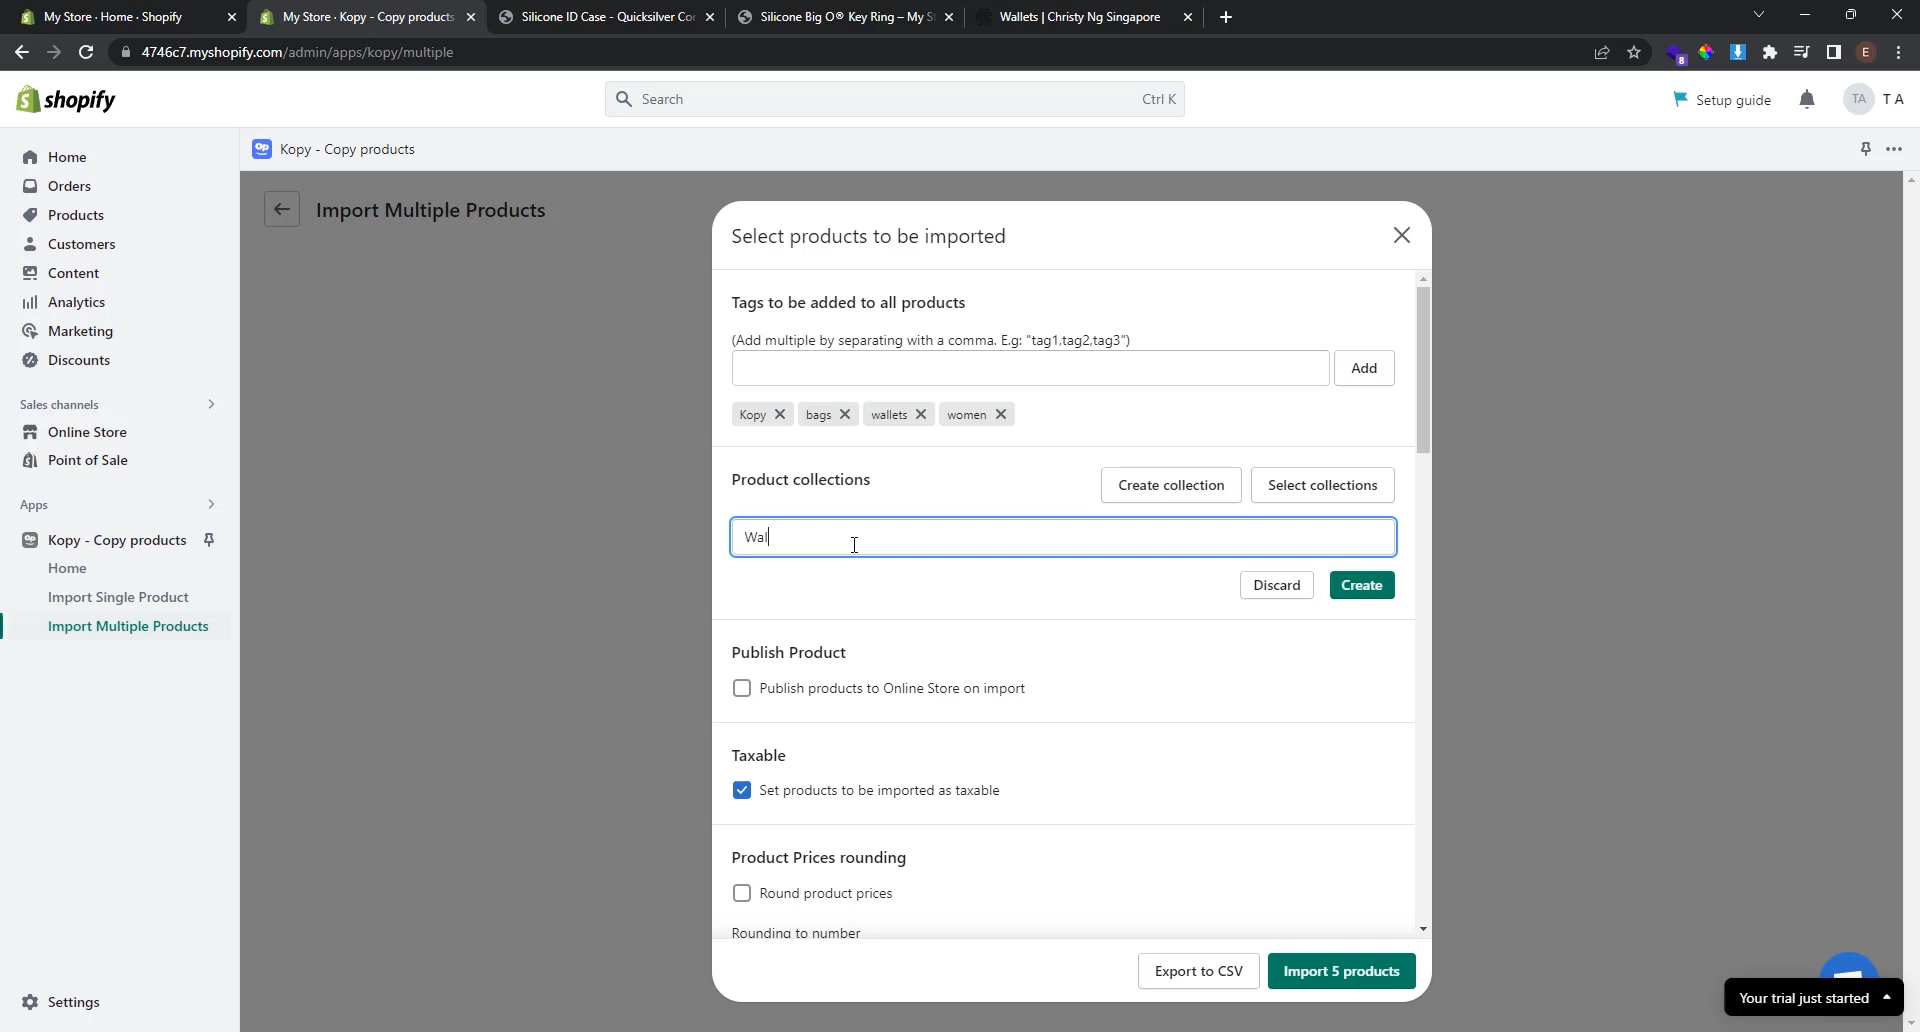 My Store · Home · Shopify
My Store · Kopy - Copy products
Silicone ID Case - Quicksilver Cor
Silicone Big O® Key Ring – My S
Wallets | Christy Ng Singapore
4746c7.myshopify.com/admin/apps/kopy/multiple
8
E
shopify
Search
Ctrl K
Setup guide
TA
T A
Home
Orders
Products
Customers
Content
Analytics
Marketing
Discounts
Sales channels
Online Store
Point of Sale
Apps
Kopy - Copy products
Home
Import Single Product
Import Multiple Products
Settings
Kopy - Copy products
Import Multiple Products
Select products to be imported
Tags to be added to all products
(Add multiple by separating with a comma. E.g: "tag1,tag2,tag3")
Add
Kopy
bags
wallets
women
Product collections
Create collection
Select collections
Wal
Discard
Create
Publish Product
Publish products to Online Store on import
Taxable
Set products to be imported as taxable
Product Prices rounding
Round product prices
Rounding to number
Export to CSV
Import 5 products
Your trial just started